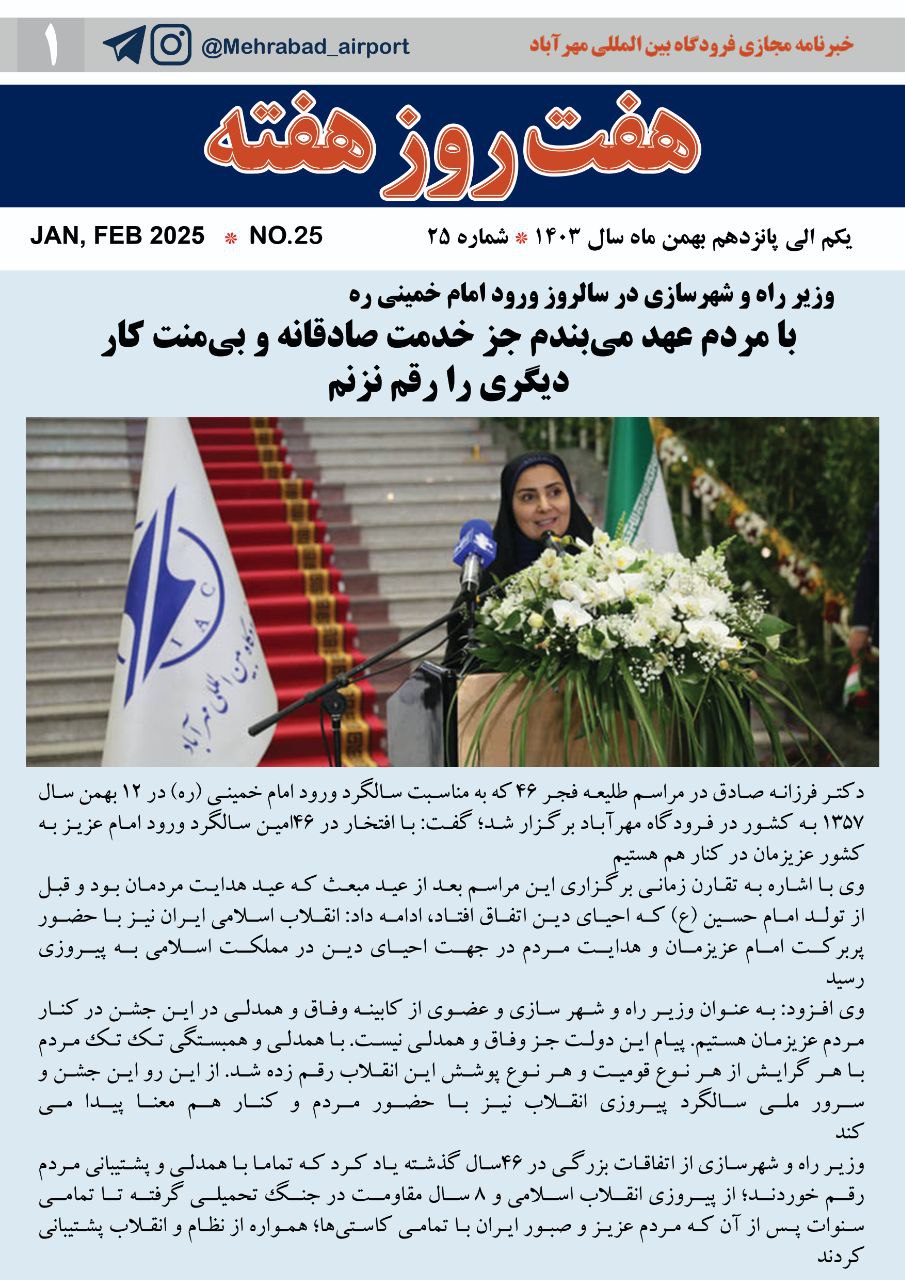 خبرنامه مجازی فرودگاه بین المللی مهرآباد
@Mehrabad_airport
۱
هفت روز هفته
یکم الی پانزدهم بهمن ماه سال ۱۴۰۳ * شماره ۲۵
JAN, FEB 2025 * NO.25
وزیر راه و شهرسازی در سالروز ورود امام خمینی ره
با مردم عهد می‌بندم جز خدمت صادقانه و بی‌منت کار
دیگری را رقم نزنم
IAC
فرودگاه بین المللی مهرآباد
دکتر فرزانه صادق در مراسم طلیعه فجر ۴۶ که به مناسبت سالگرد ورود امام خمینی (ره) در ۱۲ بهمن سال
۱۳۵۷ به کشور در فرودگاه مهرآباد برگزار شد؛ گفت: با افتخار در ۴۶امین سالگرد ورود امام عزیز به
کشور عزیزمان در کنار هم هستیم
وی با اشاره به تقارن زمانی برگزاری این مراسم بعد از عید مبعث که عید هدایت مردمان بود و قبل
از تولد امام حسین (ع) که احیای دین اتفاق افتاد، ادامه داد: انقلاب اسلامی ایران نیز با حضور
پربرکت امام عزیزمان و هدایت مردم در جهت احیای دین در مملکت اسلامی به پیروزی
رسید
وی افزود: به عنوان وزیر راه و شهر سازی و عضوی از کابینه وفاق و همدلی در این جشن در کنار
مردم عزیزمان هستیم. پیام این دولت جز وفاق و همدلی نیست. با همدلی و همبستگی تک تک مردم
با هر گرایش از هر نوع قومیت و هر نوع پوشش این انقلاب رقم زده شد. از این رو این جشن و
سرور ملی سالگرد پیروزی انقلاب نیز با حضور مردم و کنار هم معنا پیدا می
کند
وزیر راه و شهرسازی از اتفاقات بزرگی در ۴۶سال گذشته یاد کرد که تماما با همدلی و پشتیبانی مردم
رقم خوردند؛ از پیروزی انقلاب اسلامی و ۸ سال مقاومت در جنگ تحمیلی گرفته تا تمامی
سنوات پس از آن که مردم عزیز و صبور ایران با تمامی کاستی‌ها؛ همواره از نظام و انقلاب پشتیبانی
کردند